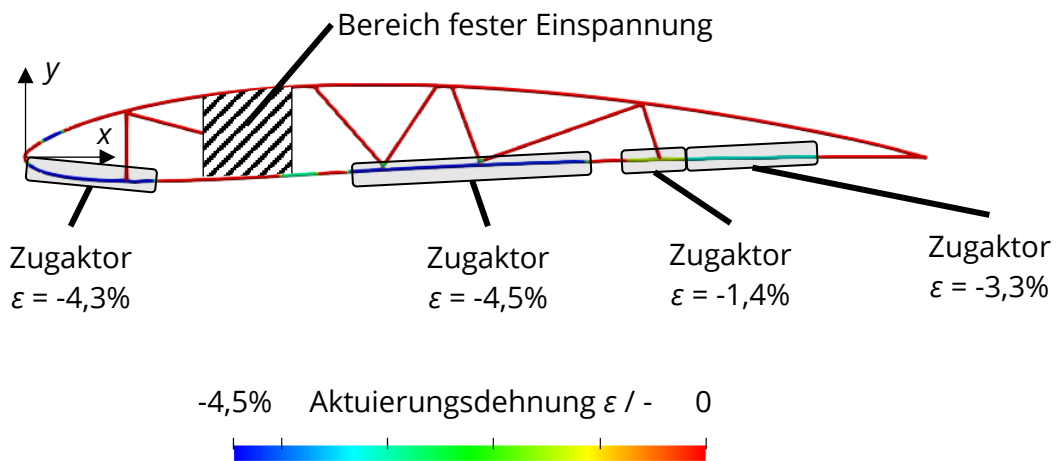 Bereich fester Einspannung
y
x
Zugaktor
ε = -4,3%
Zugaktor
ε = -4,5%
Zugaktor
ε = -1,4%
Zugaktor
ε = -3,3%
-4,5% Aktuierungsdehnung ε / - 0